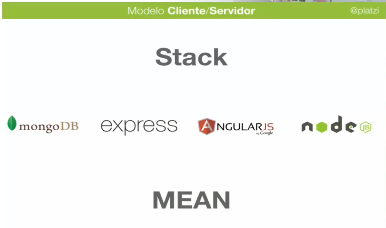 Modelo Cliente/Servidor
@platzi
Stack
mongoDB
express
ANGULARJS
by Google
node
JS
MEAN